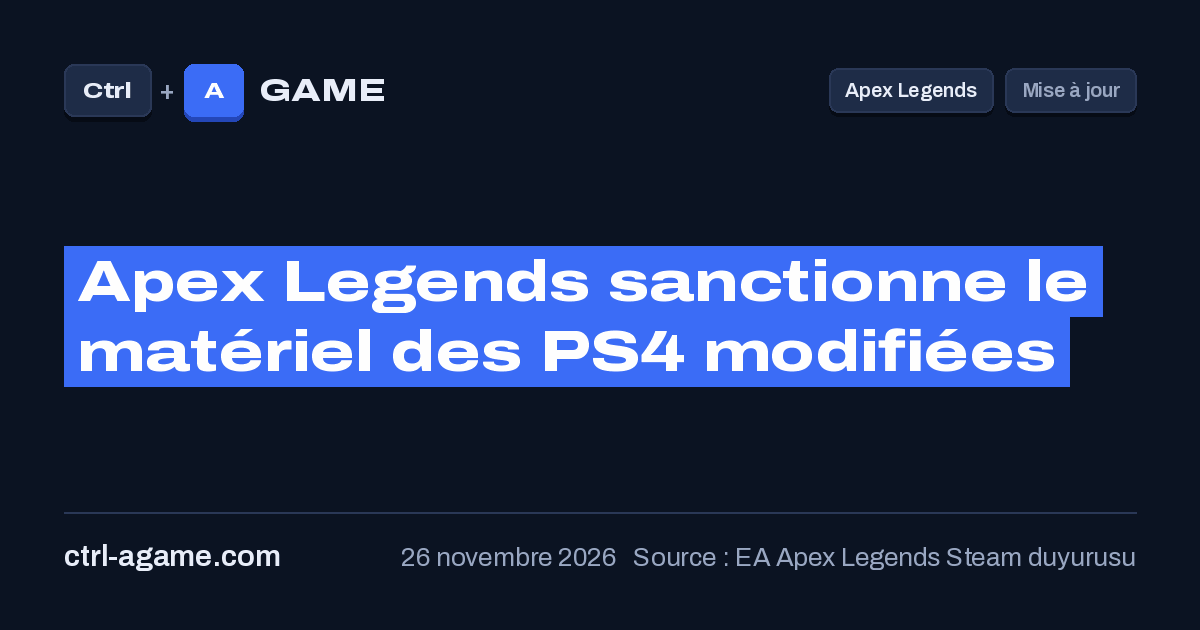 Ctrl + A GAME
Apex Legends
Mise à jour
Apex Legends sanctionne le
matériel des PS4 modifiées
ctrl-agame.com
26 novembre 2026 Source : EA Apex Legends Steam duyurusu